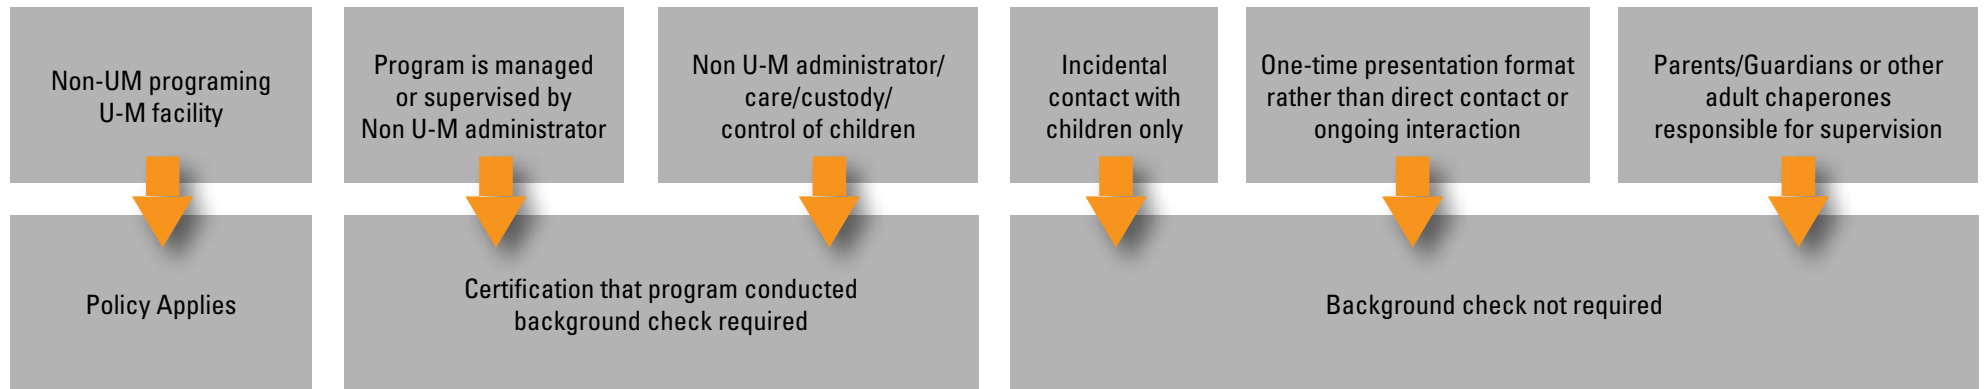 Non-UM programing
U-M facility
Program is managed
or supervised by
Non U-M administrator
Non U-M administrator/
care/custody/
control of children
Incidental
contact with
children only
One-time presentation format
rather than direct contact or
ongoing interaction
Parents/Guardians or other
adult chaperones
responsible for supervision
Policy Applies
Certification that program conducted
background check required
Background check not required